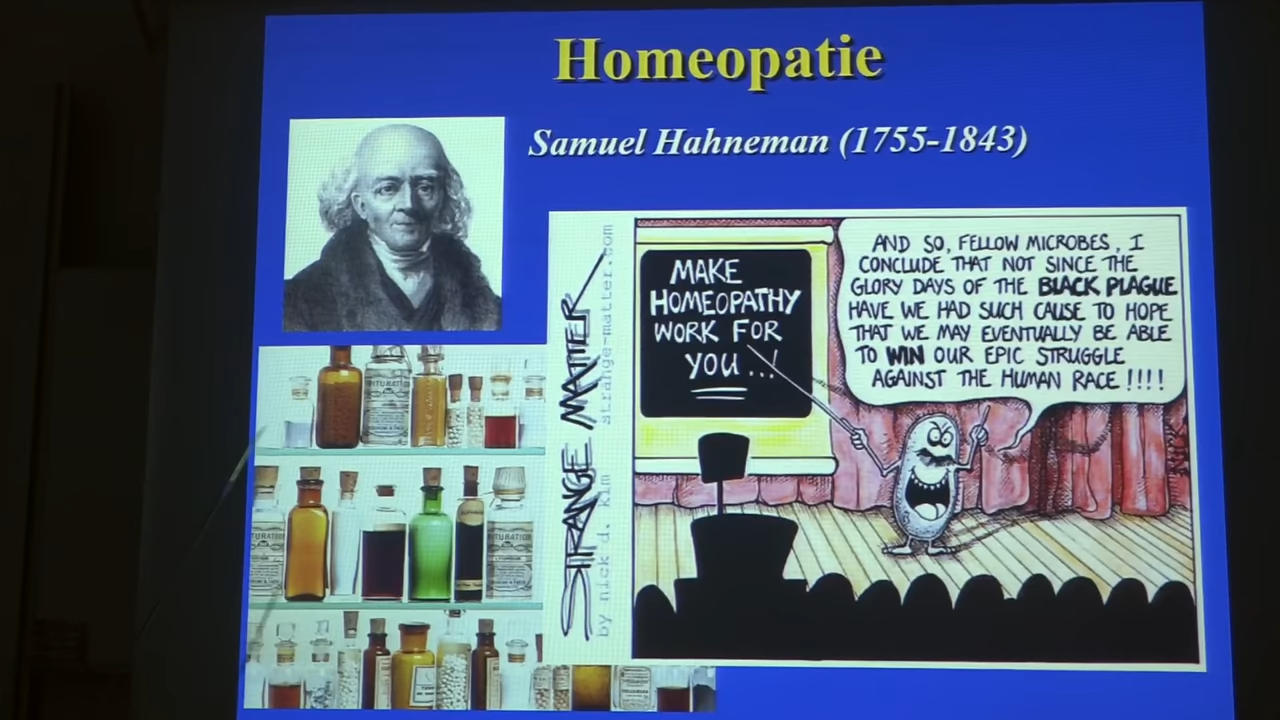 Homeopatie
Samuel Hahneman (1755-1843)
STRANGE MATTER
by nick d. kim strange-matter.com
MAKE
HOMEOPATHY
WORK FOR
YOU...!
AND SO, FELLOW MICROBES, I
CONCLUDE THAT NOT SINCE THE
GLORY DAYS OF THE BLACK PLAGUE
HAVE WE HAD SUCH CAUSE TO HOPE
THAT WE MAY EVENTUALLY BE ABLE
TO WIN OUR EPIC STRUGGLE
AGAINST THE HUMAN RACE!!!!